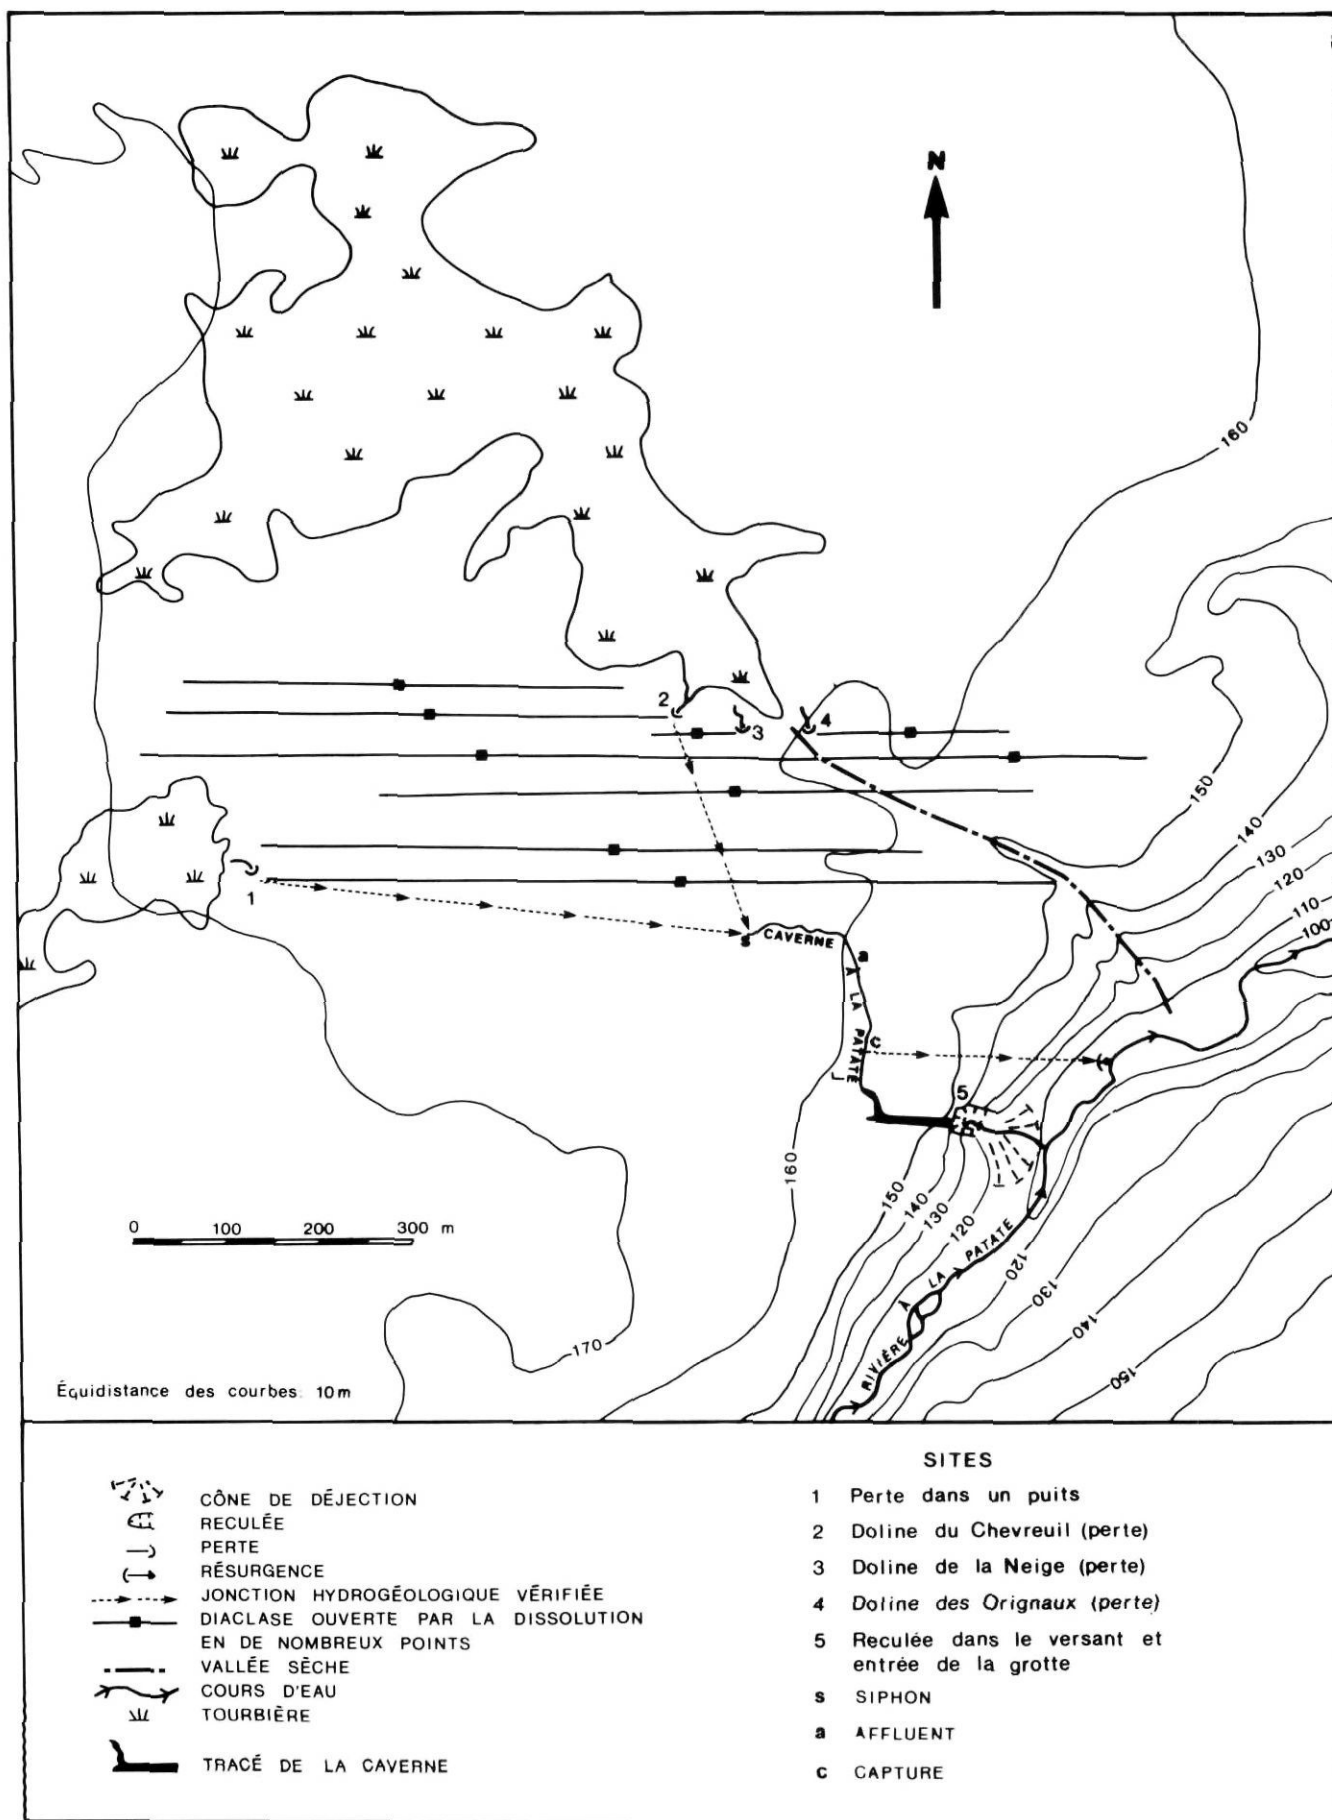 N
160
2
3
4
150
140
130
120
110
100
1
s
CAVERNE
a
À LA PATATE
c
5
160
150
140
130
120
RIVIÈRE À LA PATATE
120
130
140
150
170
0 100 200 300 m
Équidistance des courbes: 10 m
CÔNE DE DÉJECTION
RECULÉE
PERTE
RÉSURGENCE
JONCTION HYDROGÉOLOGIQUE VÉRIFIÉE
DIACLASE OUVERTE PAR LA DISSOLUTION
EN DE NOMBREUX POINTS
VALLÉE SÈCHE
COURS D'EAU
TOURBIÈRE
TRACÉ DE LA CAVERNE
SITES
1 Perte dans un puits
2 Doline du Chevreuil (perte)
3 Doline de la Neige (perte)
4 Doline des Orignaux (perte)
5 Reculée dans le versant et
entrée de la grotte
s SIPHON
a AFFLUENT
c CAPTURE